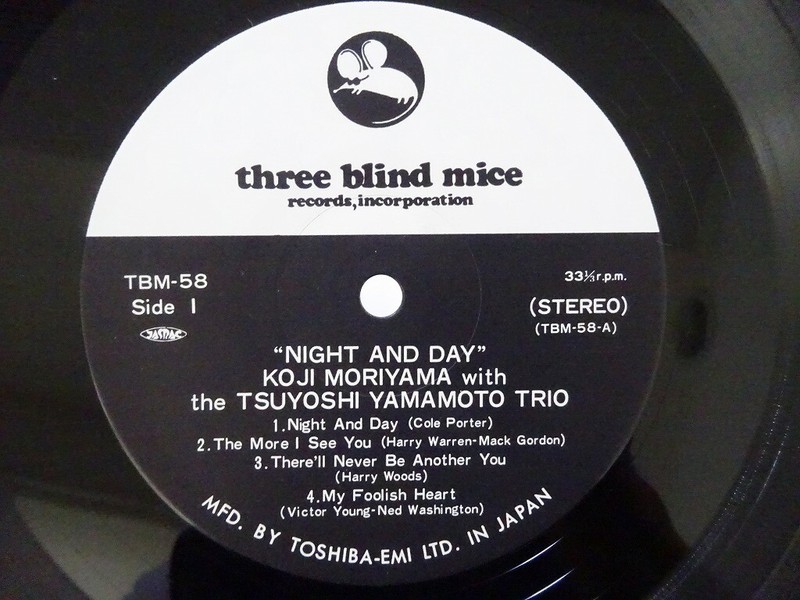 three blind mice
records,incorporation
TBM-58
33⅓r.p.m.
Side 1
(STEREO)
JASRAC
(TBM-58-A)
“NIGHT AND DAY”
KOJI MORIYAMA with
the TSUYOSHI YAMAMOTO TRIO
1.Night And Day (Cole Porter)
2.The More I See You (Harry Warren-Mack Gordon)
3.There'll Never Be Another You
(Harry Woods)
4.My Foolish Heart
(Victor Young-Ned Washington)
MFD. BY TOSHIBA-EMI LTD. IN JAPAN